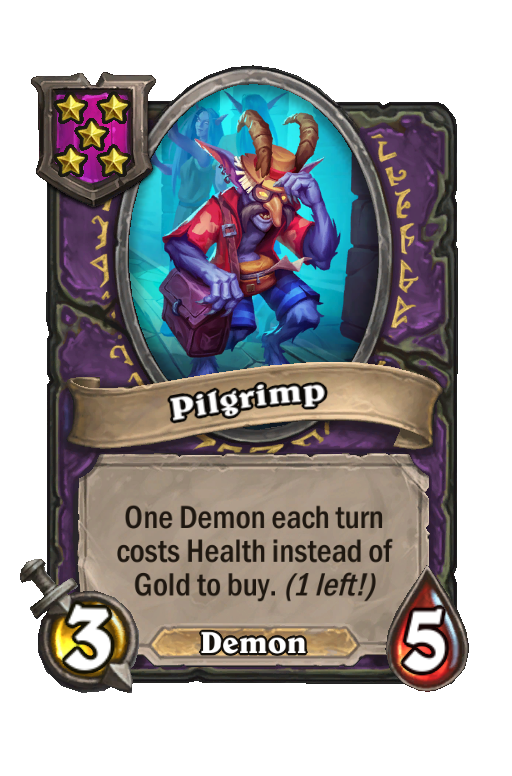 Pilgrimp
One Demon each turn
costs Health instead of
Gold to buy. (1 left!)
3
Demon
5